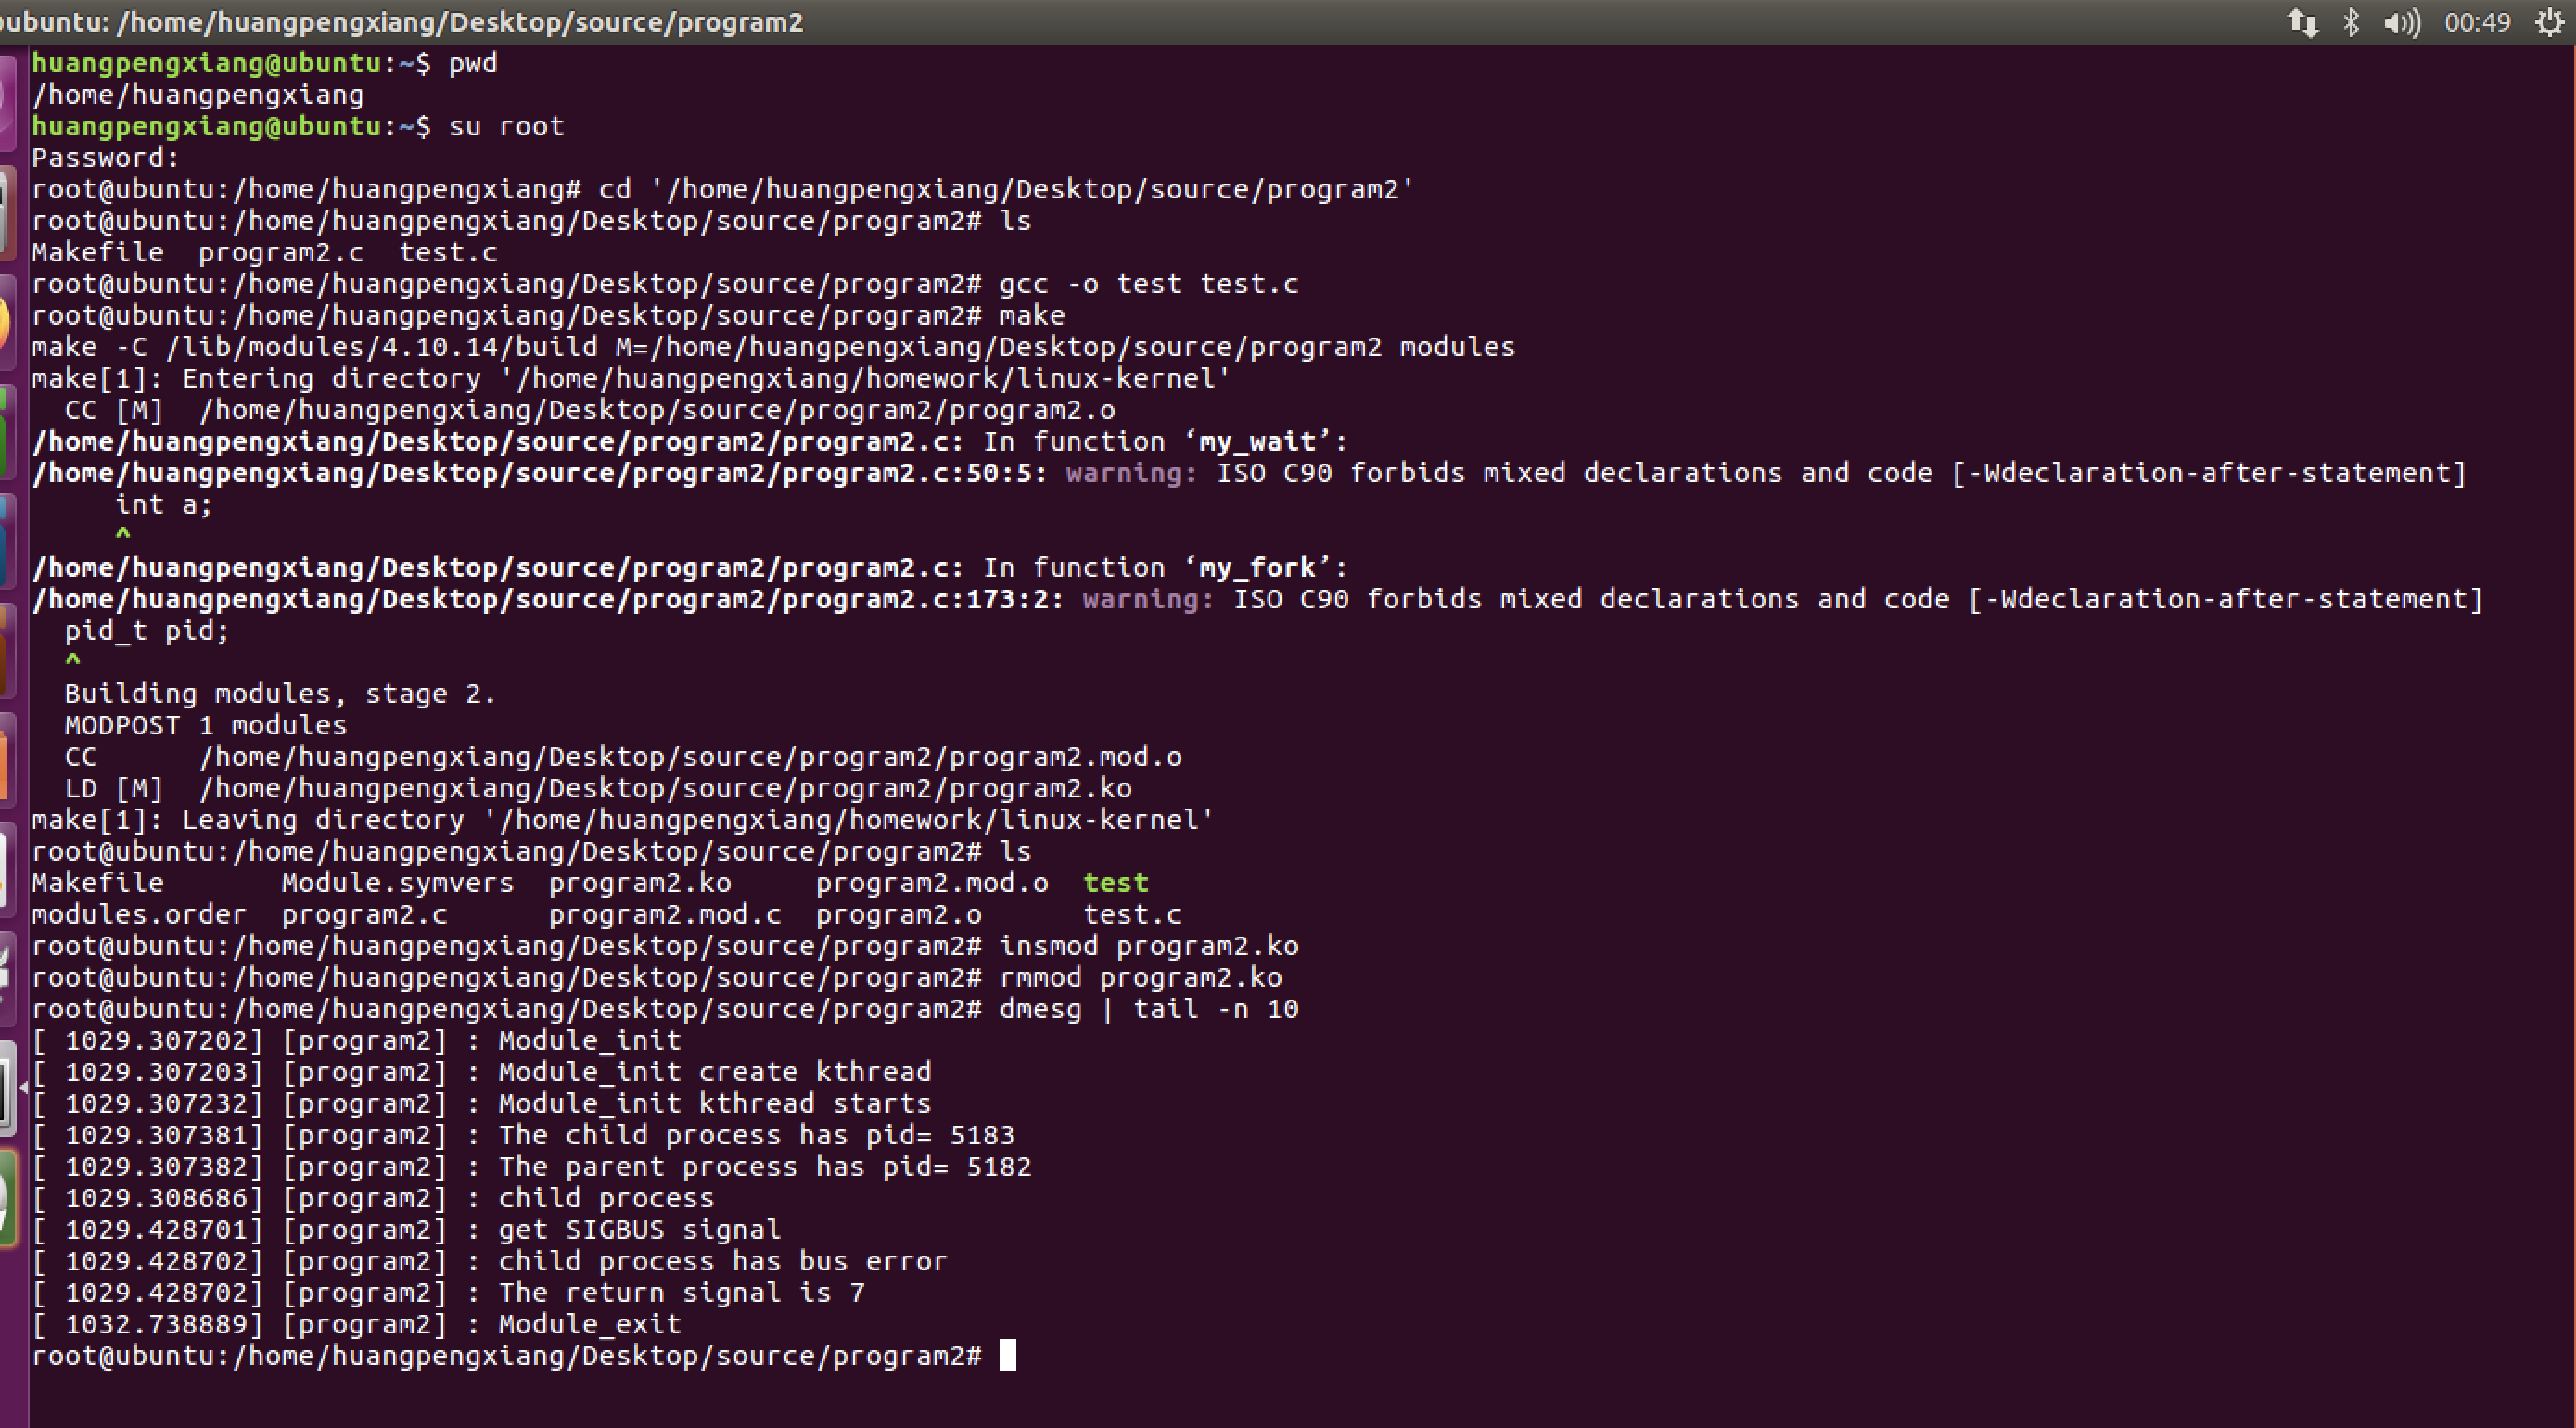 ubuntu: /home/huangpengxiang/Desktop/source/program2
00:49
huangpengxiang@ubuntu:~$ pwd
/home/huangpengxiang
huangpengxiang@ubuntu:~$ su root
Password:
root@ubuntu:/home/huangpengxiang# cd '/home/huangpengxiang/Desktop/source/program2'
root@ubuntu:/home/huangpengxiang/Desktop/source/program2# ls
Makefile  program2.c  test.c
root@ubuntu:/home/huangpengxiang/Desktop/source/program2# gcc -o test test.c
root@ubuntu:/home/huangpengxiang/Desktop/source/program2# make
make -C /lib/modules/4.10.14/build M=/home/huangpengxiang/Desktop/source/program2 modules
make[1]: Entering directory '/home/huangpengxiang/homework/linux-kernel'
  CC [M]  /home/huangpengxiang/Desktop/source/program2/program2.o
/home/huangpengxiang/Desktop/source/program2/program2.c: In function ‘my_wait’:
/home/huangpengxiang/Desktop/source/program2/program2.c:50:5: warning: ISO C90 forbids mixed declarations and code [-Wdeclaration-after-statement]
     int a;
     ^
/home/huangpengxiang/Desktop/source/program2/program2.c: In function ‘my_fork’:
/home/huangpengxiang/Desktop/source/program2/program2.c:173:2: warning: ISO C90 forbids mixed declarations and code [-Wdeclaration-after-statement]
  pid_t pid;
  ^
  Building modules, stage 2.
  MODPOST 1 modules
  CC      /home/huangpengxiang/Desktop/source/program2/program2.mod.o
  LD [M]  /home/huangpengxiang/Desktop/source/program2/program2.ko
make[1]: Leaving directory '/home/huangpengxiang/homework/linux-kernel'
root@ubuntu:/home/huangpengxiang/Desktop/source/program2# ls
Makefile       Module.symvers  program2.ko     program2.mod.o  test
modules.order  program2.c      program2.mod.c  program2.o      test.c
root@ubuntu:/home/huangpengxiang/Desktop/source/program2# insmod program2.ko
root@ubuntu:/home/huangpengxiang/Desktop/source/program2# rmmod program2.ko
root@ubuntu:/home/huangpengxiang/Desktop/source/program2# dmesg | tail -n 10
[ 1029.307202] [program2] : Module_init
[ 1029.307203] [program2] : Module_init create kthread
[ 1029.307232] [program2] : Module_init kthread starts
[ 1029.307381] [program2] : The child process has pid= 5183
[ 1029.307382] [program2] : The parent process has pid= 5182
[ 1029.308686] [program2] : child process
[ 1029.428701] [program2] : get SIGBUS signal
[ 1029.428702] [program2] : child process has bus error
[ 1029.428702] [program2] : The return signal is 7
[ 1032.738889] [program2] : Module_exit
root@ubuntu:/home/huangpengxiang/Desktop/source/program2#